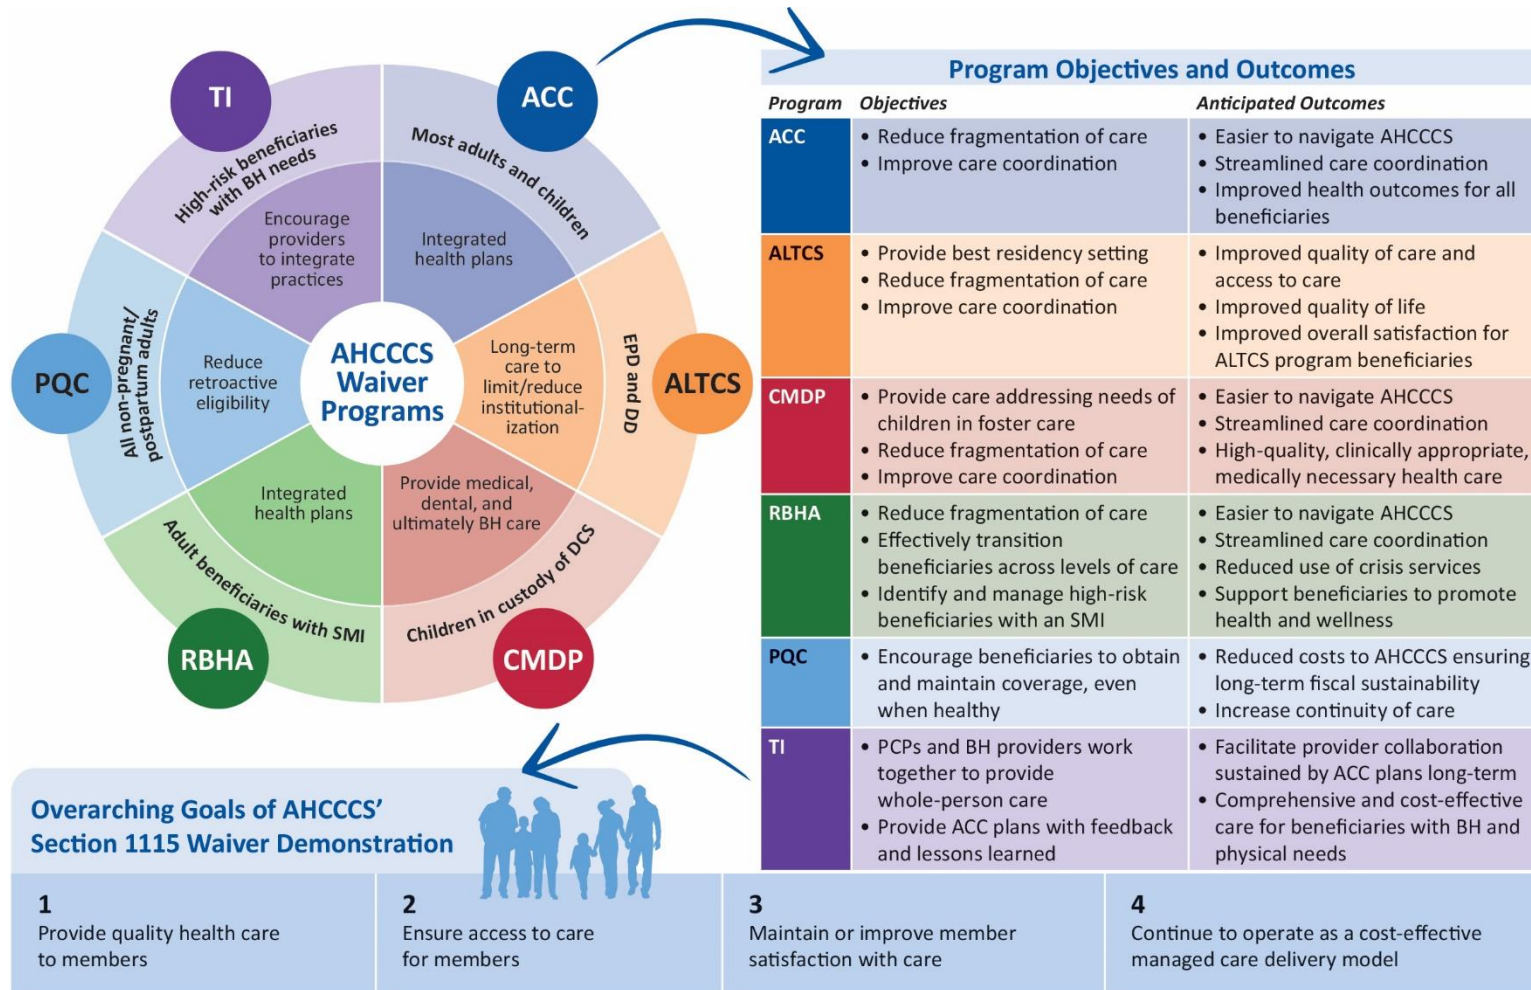 TI
ACC
High-risk beneficiaries
with BH needs
Most adults and children
Encourage
providers
to integrate
practices
Integrated
health plans
PQC
All non-pregnant/
postpartum adults
Reduce
retroactive
eligibility
AHCCCS
Waiver
Programs
Long-term
care to
limit/reduce
institutional-
ization
EPD and DD
ALTCS
Integrated
health plans
Provide medical,
dental, and
ultimately BH care
Adult beneficiaries with SMI
Children in custody of DCS
RBHA
CMDP
Program Objectives and Outcomes
Program Objectives Anticipated Outcomes
ACC
• Reduce fragmentation of care
• Improve care coordination
• Easier to navigate AHCCCS
• Streamlined care coordination
• Improved health outcomes for all
beneficiaries
ALTCS
• Provide best residency setting
• Reduce fragmentation of care
• Improve care coordination
• Improved quality of care and
access to care
• Improved quality of life
• Improved overall satisfaction for
ALTCS program beneficiaries
CMDP
• Provide care addressing needs of
children in foster care
• Reduce fragmentation of care
• Improve care coordination
• Easier to navigate AHCCCS
• Streamlined care coordination
• High-quality, clinically appropriate,
medically necessary health care
RBHA
• Reduce fragmentation of care
• Effectively transition
beneficiaries across levels of care
• Identify and manage high-risk
beneficiaries with an SMI
• Easier to navigate AHCCCS
• Streamlined care coordination
• Reduced use of crisis services
• Support beneficiaries to promote
health and wellness
PQC
• Encourage beneficiaries to obtain
and maintain coverage, even
when healthy
• Reduced costs to AHCCCS ensuring
long-term fiscal sustainability
• Increase continuity of care
TI
• PCPs and BH providers work
together to provide
whole-person care
• Provide ACC plans with feedback
and lessons learned
• Facilitate provider collaboration
sustained by ACC plans long-term
• Comprehensive and cost-effective
care for beneficiaries with BH and
physical needs
Overarching Goals of AHCCCS'
Section 1115 Waiver Demonstration
1
Provide quality health care
to members
2
Ensure access to care
for members
3
Maintain or improve member
satisfaction with care
4
Continue to operate as a cost-effective
managed care delivery model